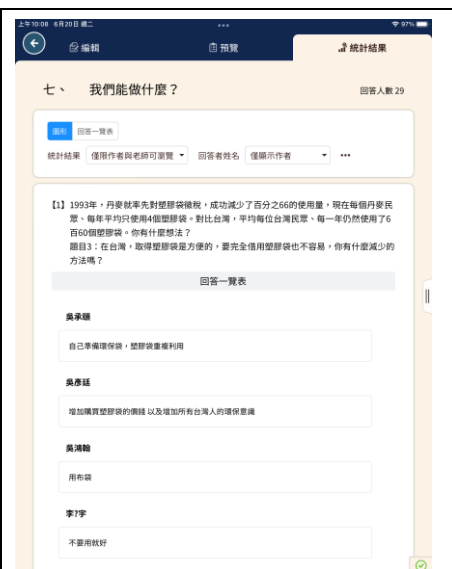 上午10:08 6月20日 週二
97%
編輯
預覽
統計結果
七、 我們能做什麼？
回答人數 29
圖形 回答一覽表
統計結果 僅限作者與老師可瀏覽 回答者姓名 僅顯示作者
【1】1993年，丹麥就率先對塑膠袋徵稅，成功減少了百分之66的使用量，現在每個丹麥民
眾、每年平均只使用4個塑膠袋。對比台灣，平均每位台灣民眾、每一年仍然使用了6
百60個塑膠袋。你有什麼想法？
題目3：在台灣，取得塑膠袋是方便的，要完全借用塑膠袋也不容易，你有什麼減少的
方法嗎？
回答一覽表
吳承頤
自己準備環保袋，塑膠袋重複利用
吳彥廷
增加購買塑膠袋的價錢 以及增加所有台灣人的環保意識
吳鴻翰
用布袋
李?宇
不要用就好